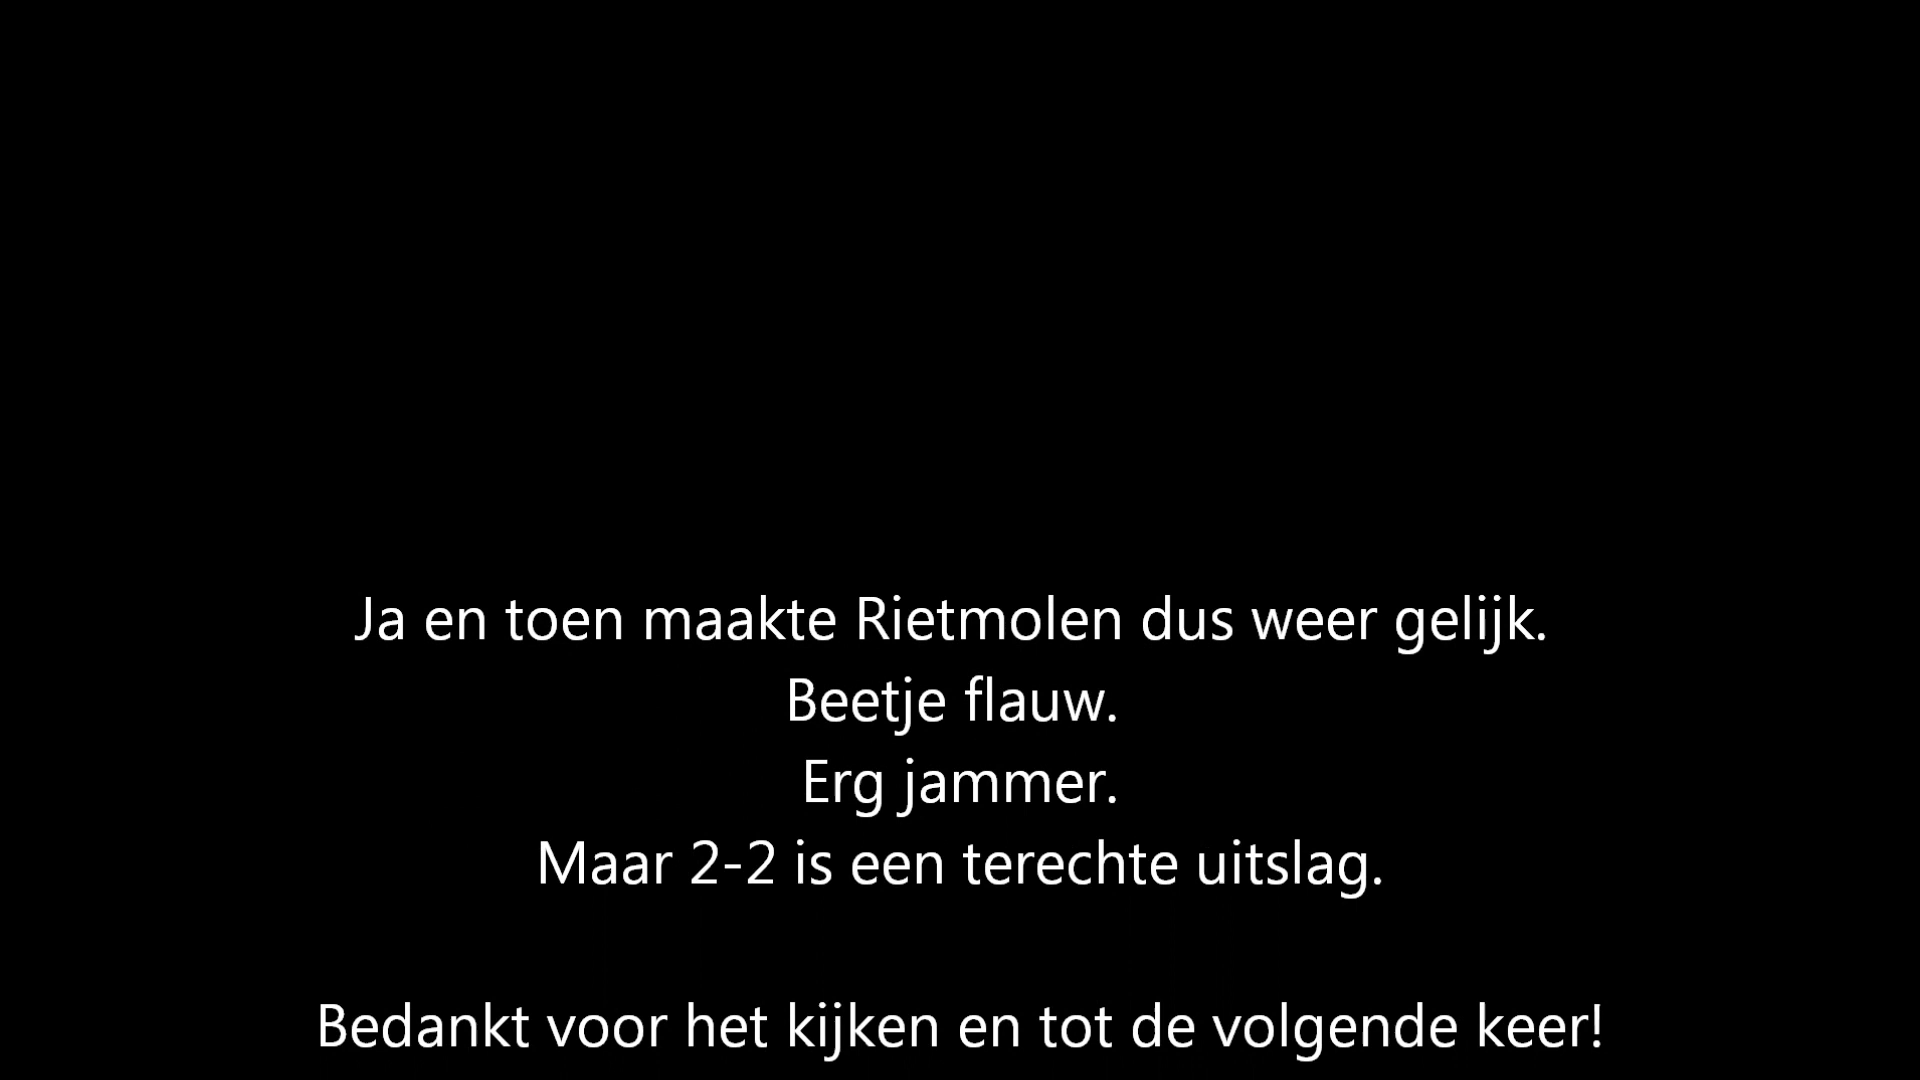 Ja en toen maakte Rietmolen dus weer gelijk.
Beetje flauw.
Erg jammer.
Maar 2-2 is een terechte uitslag.
Bedankt voor het kijken en tot de volgende keer!